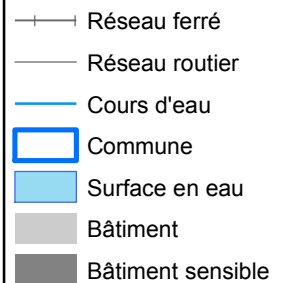 Réseau ferré
Réseau routier
Cours d'eau
Commune
Surface en eau
Bâtiment
Bâtiment sensible